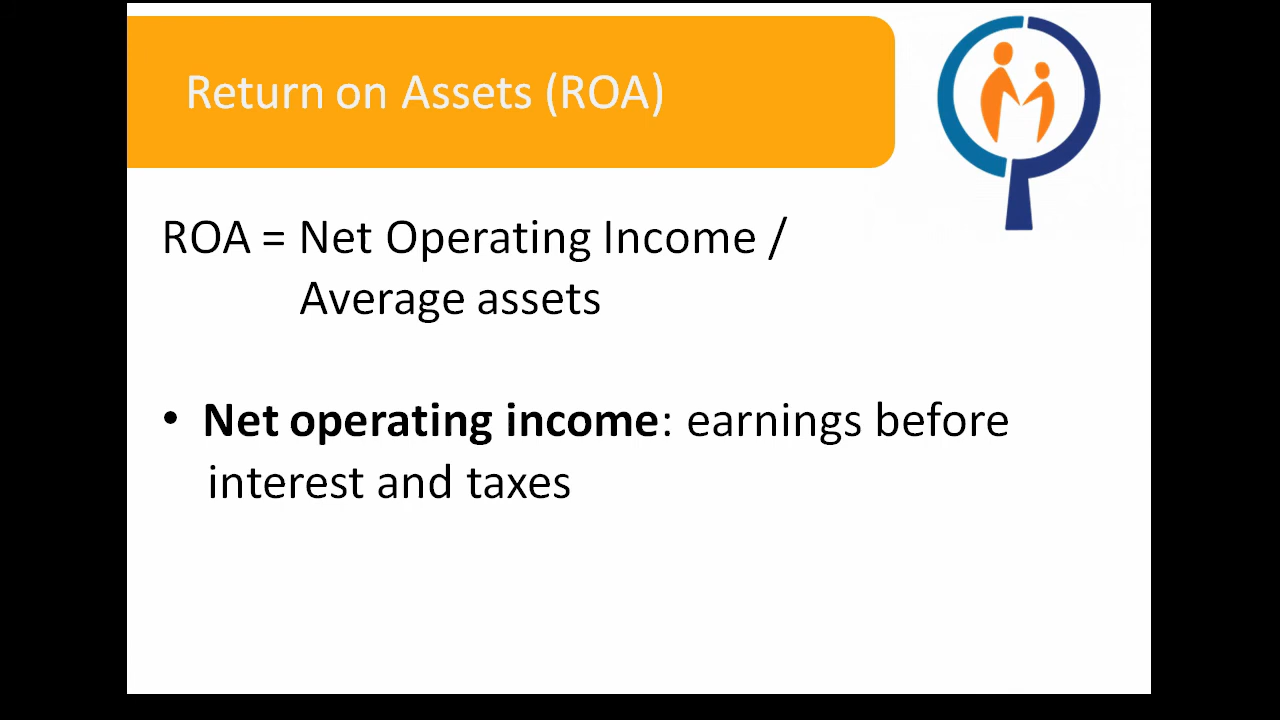 Return on Assets (ROA)
ROA = Net Operating Income /
Average assets
• Net operating income: earnings before
interest and taxes